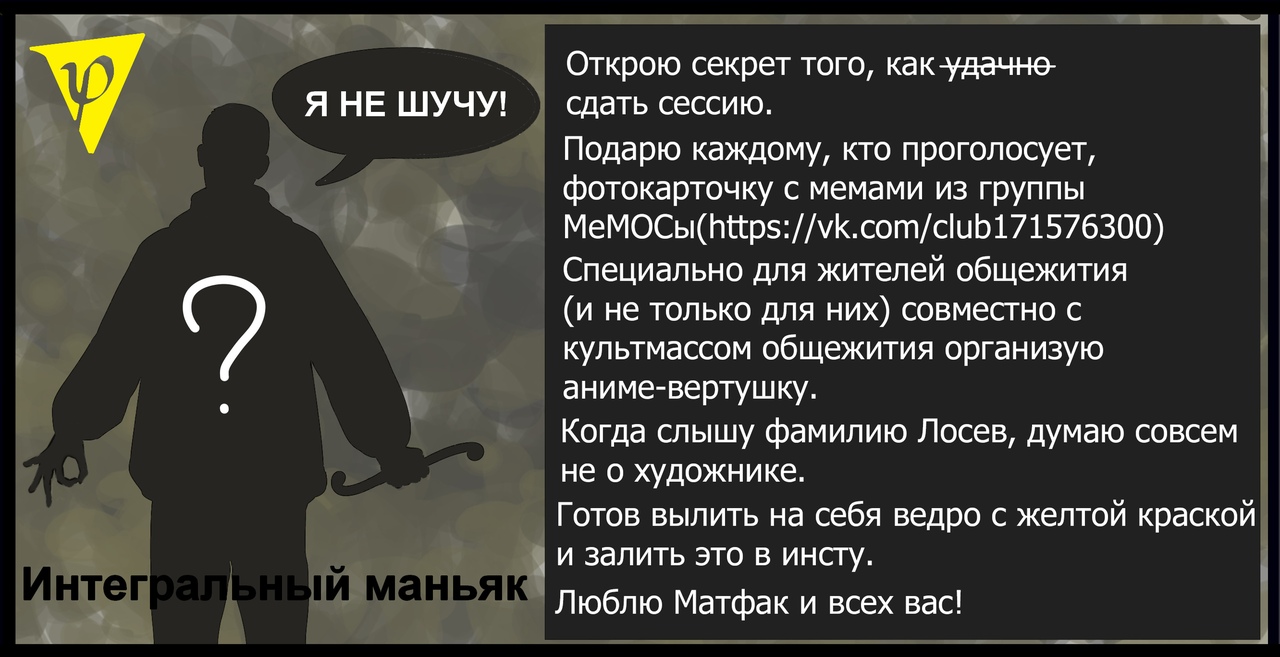 φ
Я НЕ ШУЧУ!
?
Интегральный маньяк
Открою секрет того, как удачно
сдать сессию.
Подарю каждому, кто проголосует,
фотокарточку с мемами из группы
МеМОСы(https://vk.com/club171576300)
Специально для жителей общежития
(и не только для них) совместно с
культмассом общежития организую
аниме-вертушку.
Когда слышу фамилию Лосев, думаю совсем
не о художнике.
Готов вылить на себя ведро с желтой краской
и залить это в инсту.
Люблю Матфак и всех вас!